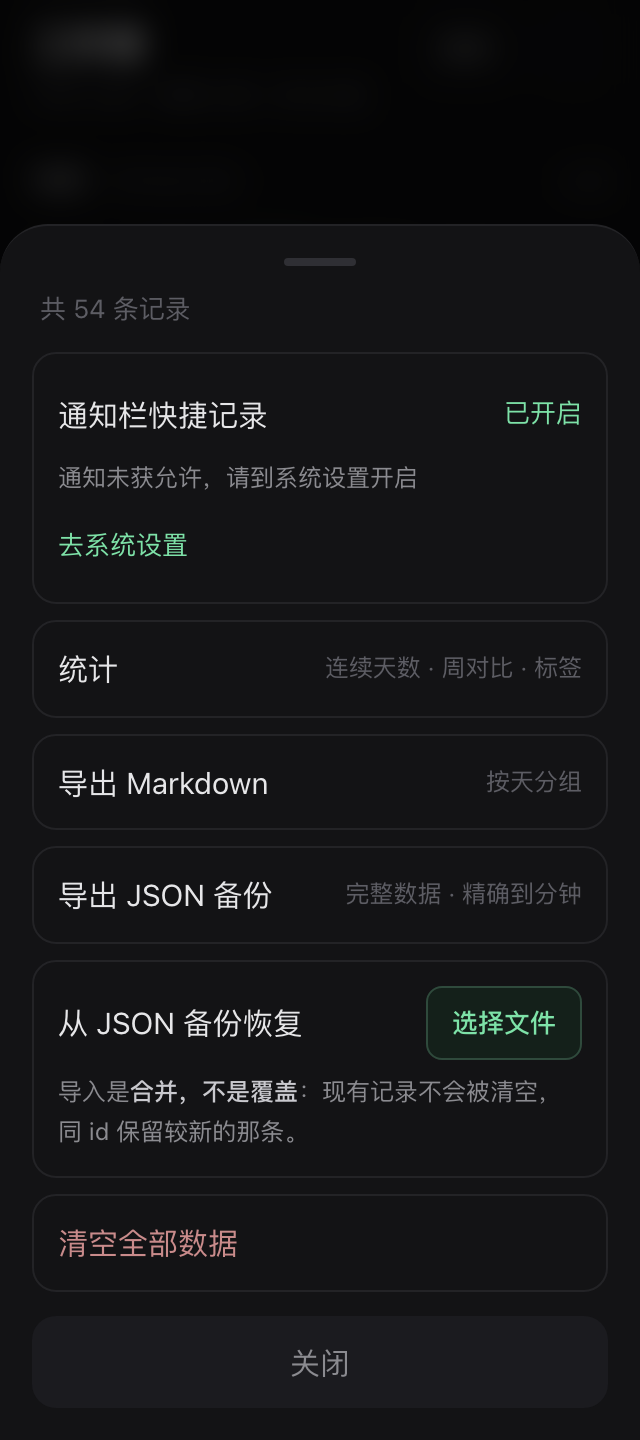 共 54 条记录
通知栏快捷记录
已开启
通知未获允许，请到系统设置开启
去系统设置
统计
连续天数 · 周对比 · 标签
导出 Markdown
按天分组
导出 JSON 备份
完整数据 · 精确到分钟
从 JSON 备份恢复
选择文件
导入是合并，不是覆盖：现有记录不会被清空，
同 id 保留较新的那条。
清空全部数据
关闭